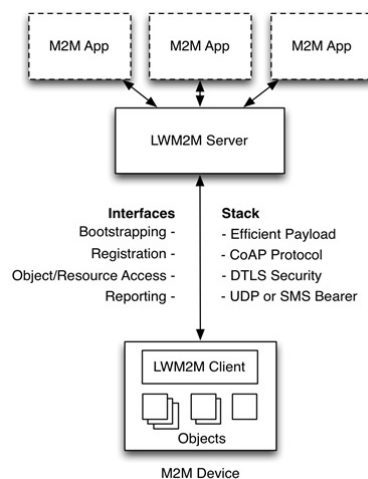 M2M App
M2M App
M2M App
LWM2M Server
Interfaces
Bootstrapping -
Registration -
Object/Resource Access -
Reporting -
Stack
- Efficient Payload
- CoAP Protocol
- DTLS Security
- UDP or SMS Bearer
LWM2M Client
Objects
M2M Device